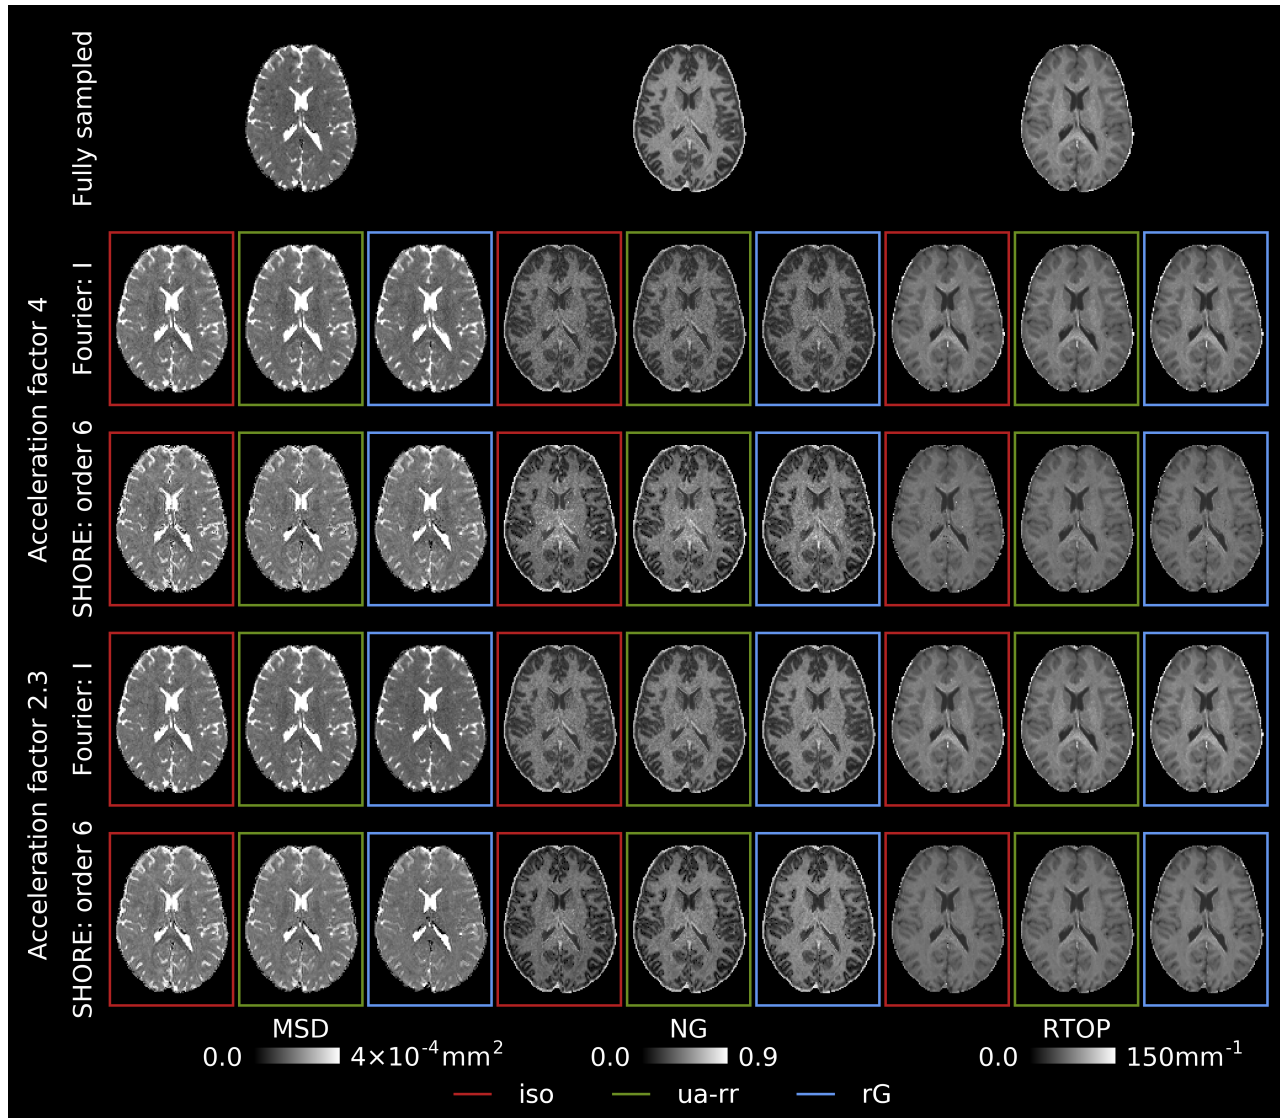 Fully sampled
Acceleration factor 4
Fourier: I
SHORE: order 6
Acceleration factor 2.3
Fourier: I
SHORE: order 6
MSD
NG
RTOP
0.0 4×10⁻⁴mm²
0.0 0.9
0.0 150mm⁻¹
iso
ua-rr
rG